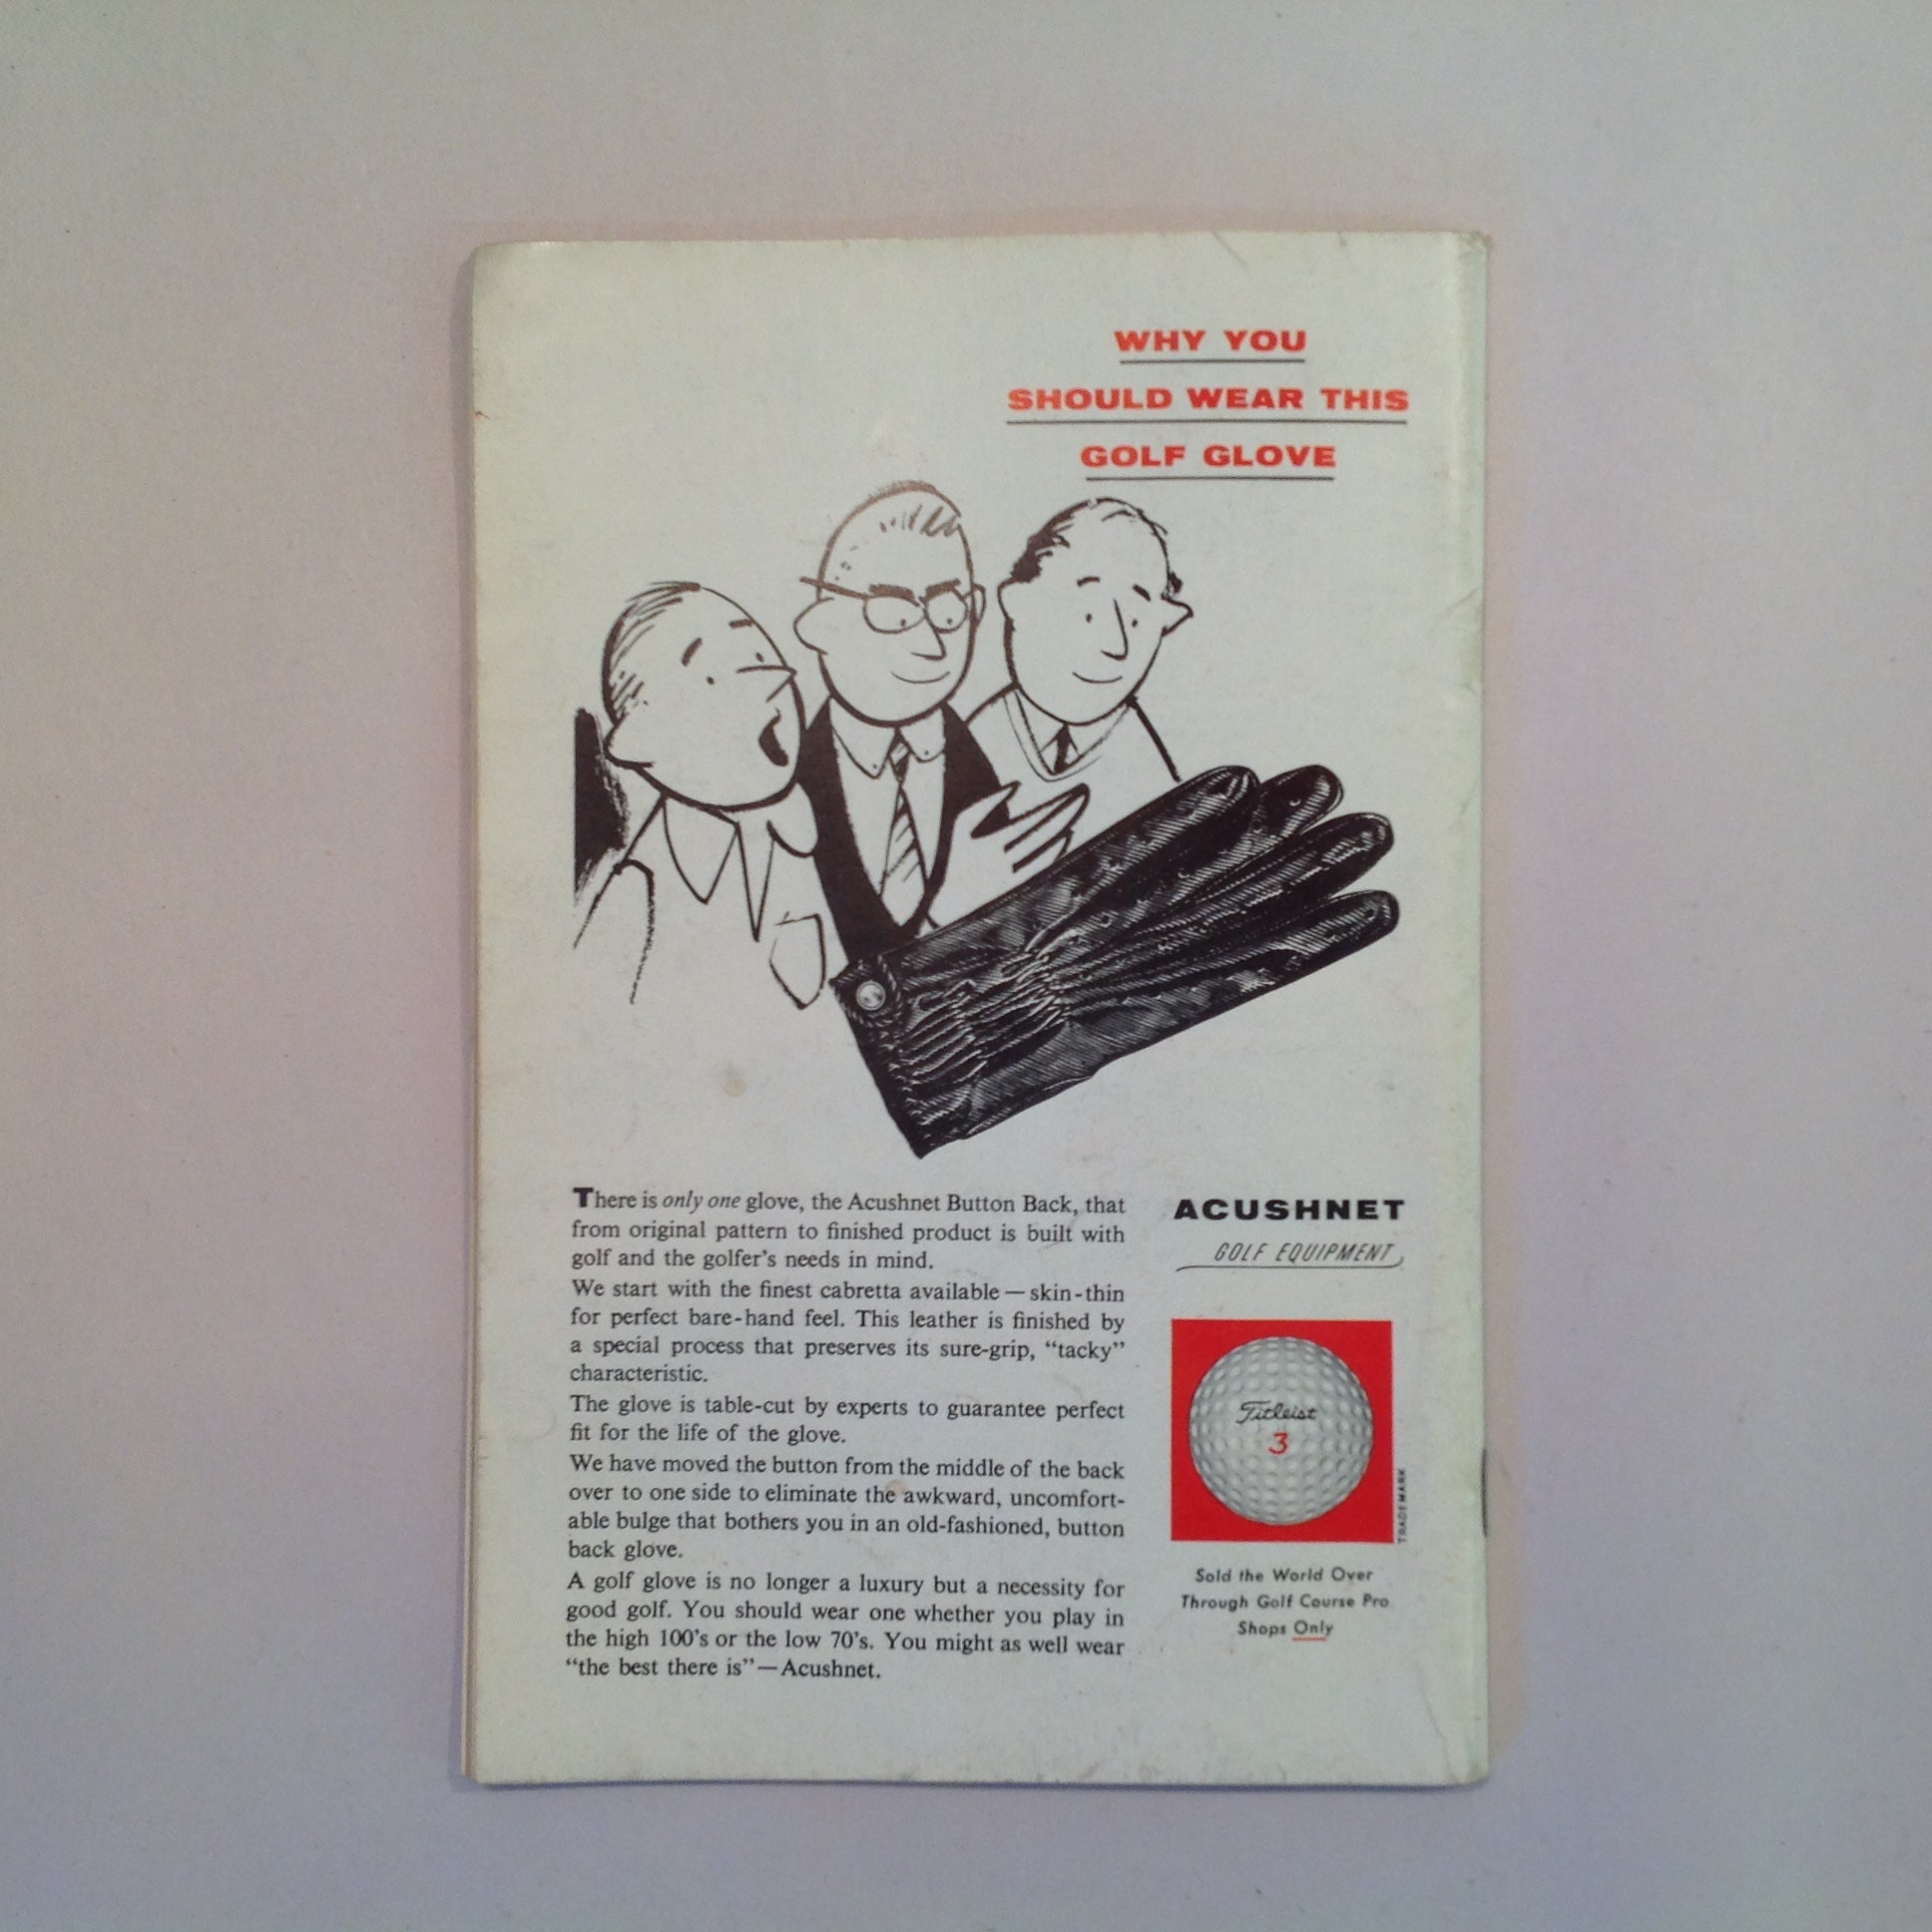 WHY YOU
SHOULD WEAR THIS
GOLF GLOVE
There is only one glove, the Acushnet Button Back, that
from original pattern to finished product is built with
golf and the golfer's needs in mind.
We start with the finest cabretta available — skin-thin
for perfect bare-hand feel. This leather is finished by
a special process that preserves its sure-grip, “tacky”
characteristic.
The glove is table-cut by experts to guarantee perfect
fit for the life of the glove.
We have moved the button from the middle of the back
over to one side to eliminate the awkward, uncomfort-
able bulge that bothers you in an old-fashioned, button
back glove.
A golf glove is no longer a luxury but a necessity for
good golf. You should wear one whether you play in
the high 100's or the low 70's. You might as well wear
“the best there is”—Acushnet.
ACUSHNET
GOLF EQUIPMENT
Titleist
3
TRADEMARK
Sold the World Over
Through Golf Course Pro
Shops Only